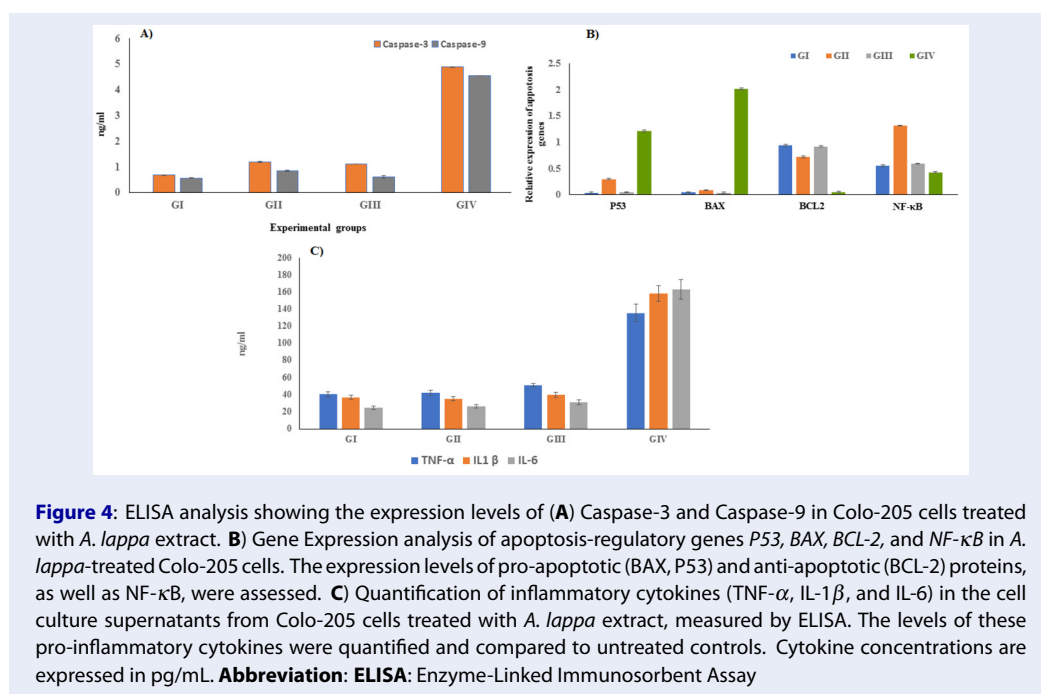 A)
Caspase-3 Caspase-9
6
5
4
3
2
1
0
ng/ml
GI GII GIII GIV
Experimental groups
B)
GI GII GIII GIV
2.5
2
1.5
1
0.5
0
Relative expression of appotosis
genes
P53 BAX BCL2 NF-κB
C)
200
180
160
140
120
100
80
60
40
20
0
ng/ml
GI GII GIII GIV
TNF-α IL1 β IL-6
Figure 4: ELISA analysis showing the expression levels of (A) Caspase-3 and Caspase-9 in Colo-205 cells treated
with A. lappa extract. B) Gene Expression analysis of apoptosis-regulatory genes P53, BAX, BCL-2, and NF-κB in A.
lappa-treated Colo-205 cells. The expression levels of pro-apoptotic (BAX, P53) and anti-apoptotic (BCL-2) proteins,
as well as NF-κB, were assessed. C) Quantification of inflammatory cytokines (TNF-α, IL-1β, and IL-6) in the cell
culture supernatants from Colo-205 cells treated with A. lappa extract, measured by ELISA. The levels of these
pro-inflammatory cytokines were quantified and compared to untreated controls. Cytokine concentrations are
expressed in pg/mL. Abbreviation: ELISA: Enzyme-Linked Immunosorbent Assay